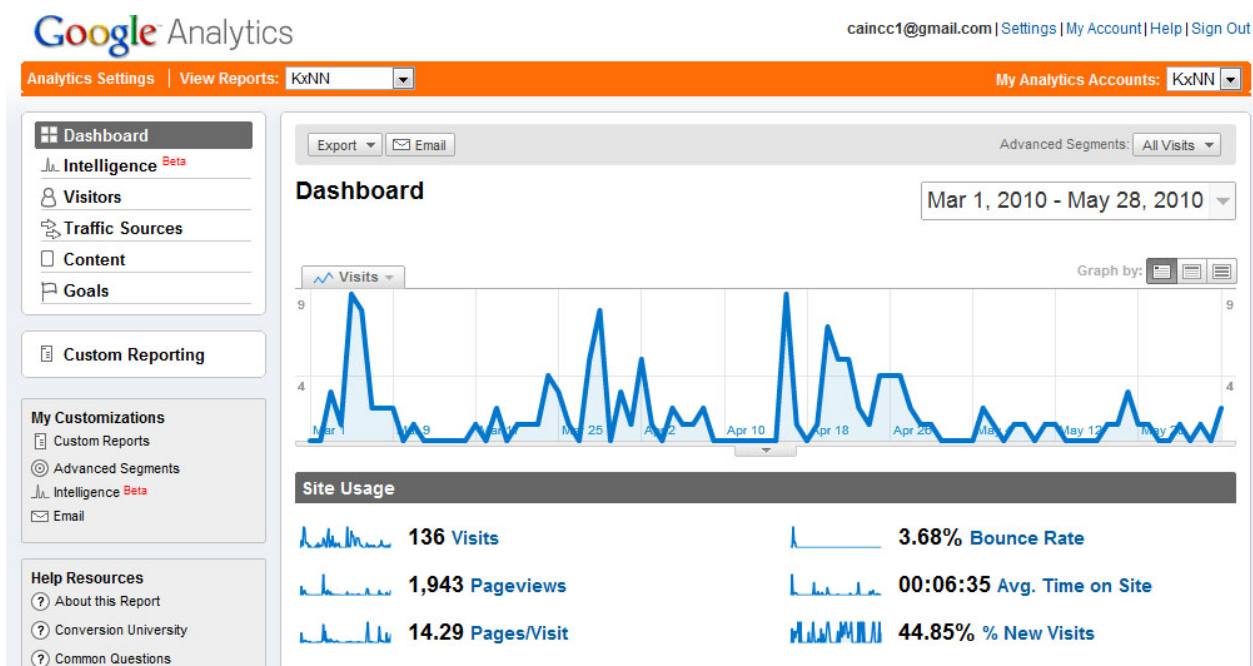 Google Analytics
caincc1@gmail.com | Settings | My Account | Help | Sign Out
Analytics Settings | View Reports: KxNN
My Analytics Accounts: KxNN
Dashboard
Intelligence Beta
Visitors
Traffic Sources
Content
Goals
Custom Reporting
My Customizations
Custom Reports
Advanced Segments
Intelligence Beta
Email
Help Resources
? About this Report
? Conversion University
? Common Questions
Export Email
Advanced Segments: All Visits
Dashboard
Mar 1, 2010 - May 28, 2010
Visits
Graph by:
9 9
4 4
Mar 1 Mar 9 Mar 25 Apr 10 Apr 18 May 12
Site Usage
136 Visits
3.68% Bounce Rate
1,943 Pageviews
00:06:35 Avg. Time on Site
14.29 Pages/Visit
44.85% % New Visits